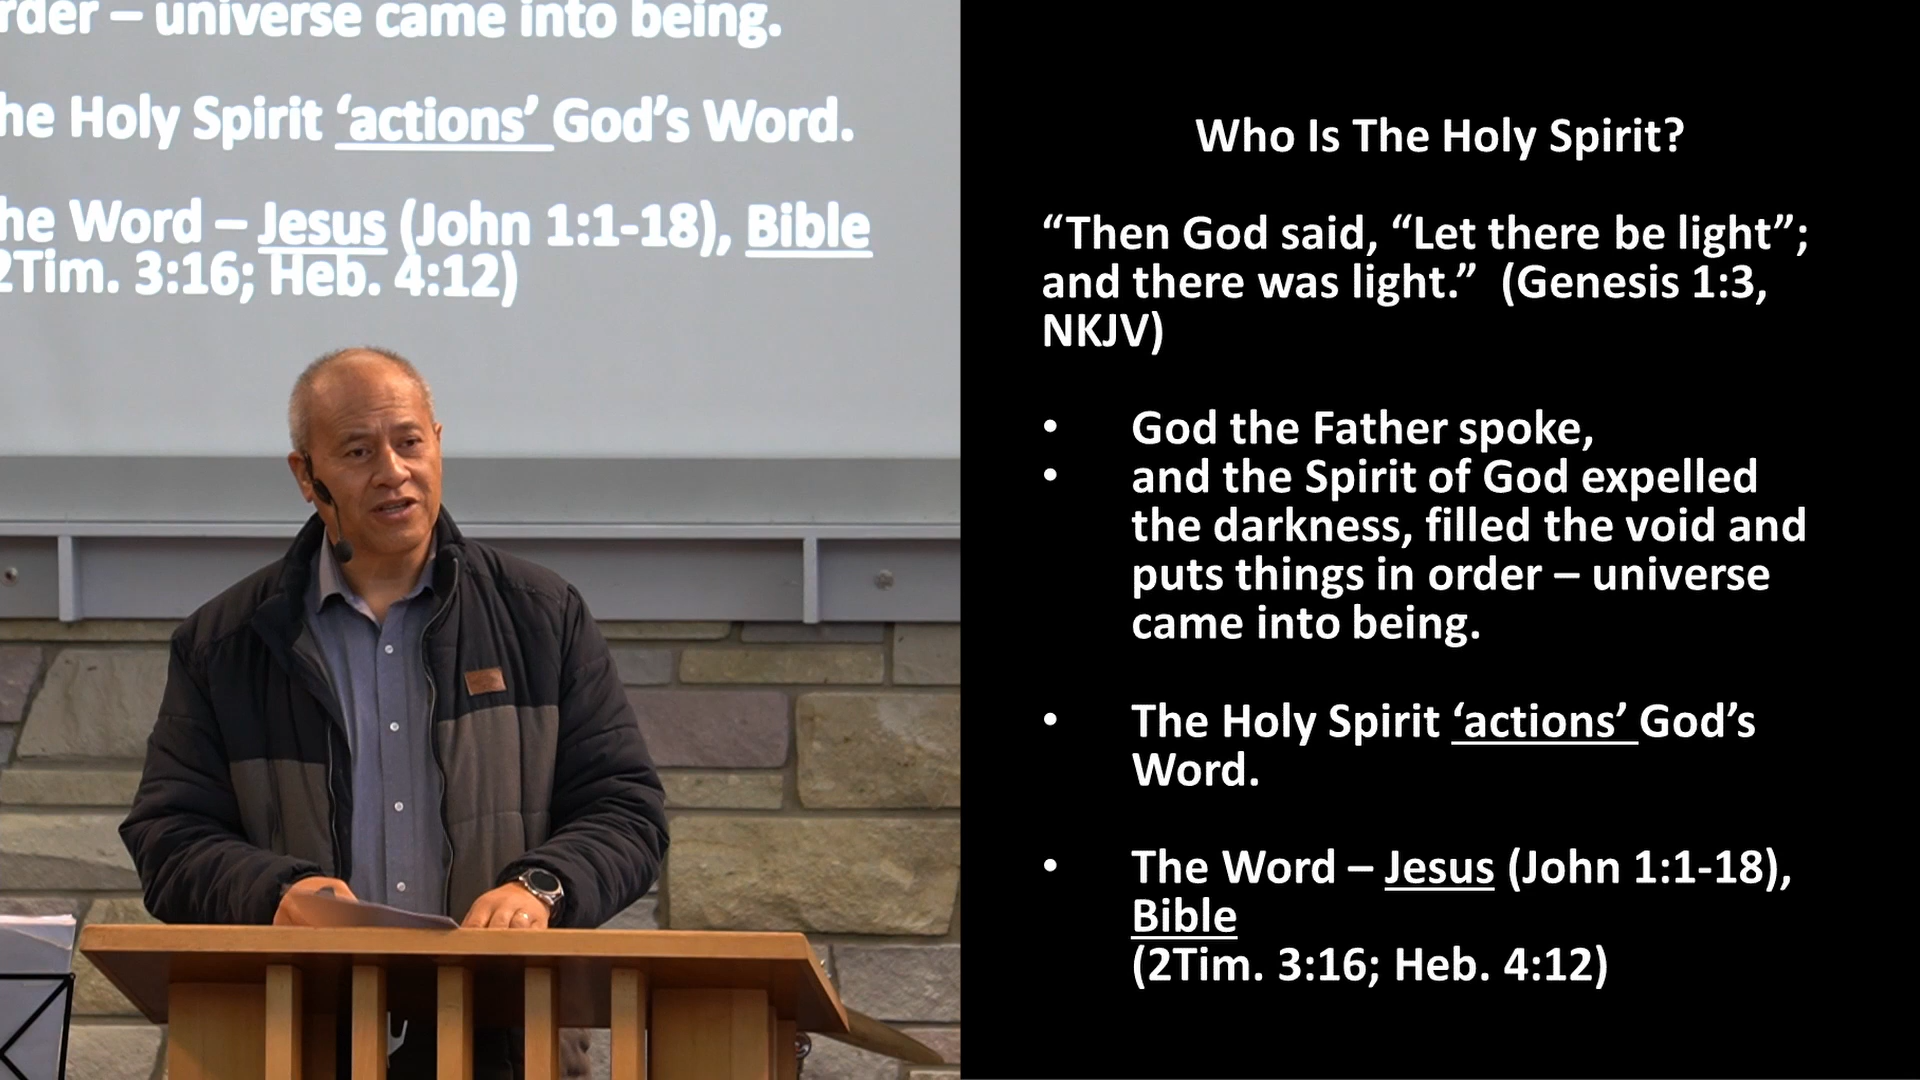 rder – universe came into being.
he Holy Spirit ‘actions’ God’s Word.
he Word – Jesus (John 1:1-18), Bible
2Tim. 3:16; Heb. 4:12)
Who Is The Holy Spirit?
“Then God said, “Let there be light”;
and there was light.”  (Genesis 1:3,
NKJV)
• God the Father spoke,
• and the Spirit of God expelled
the darkness, filled the void and
puts things in order – universe
came into being.
• The Holy Spirit ‘actions’ God’s
Word.
• The Word – Jesus (John 1:1-18),
Bible
(2Tim. 3:16; Heb. 4:12)